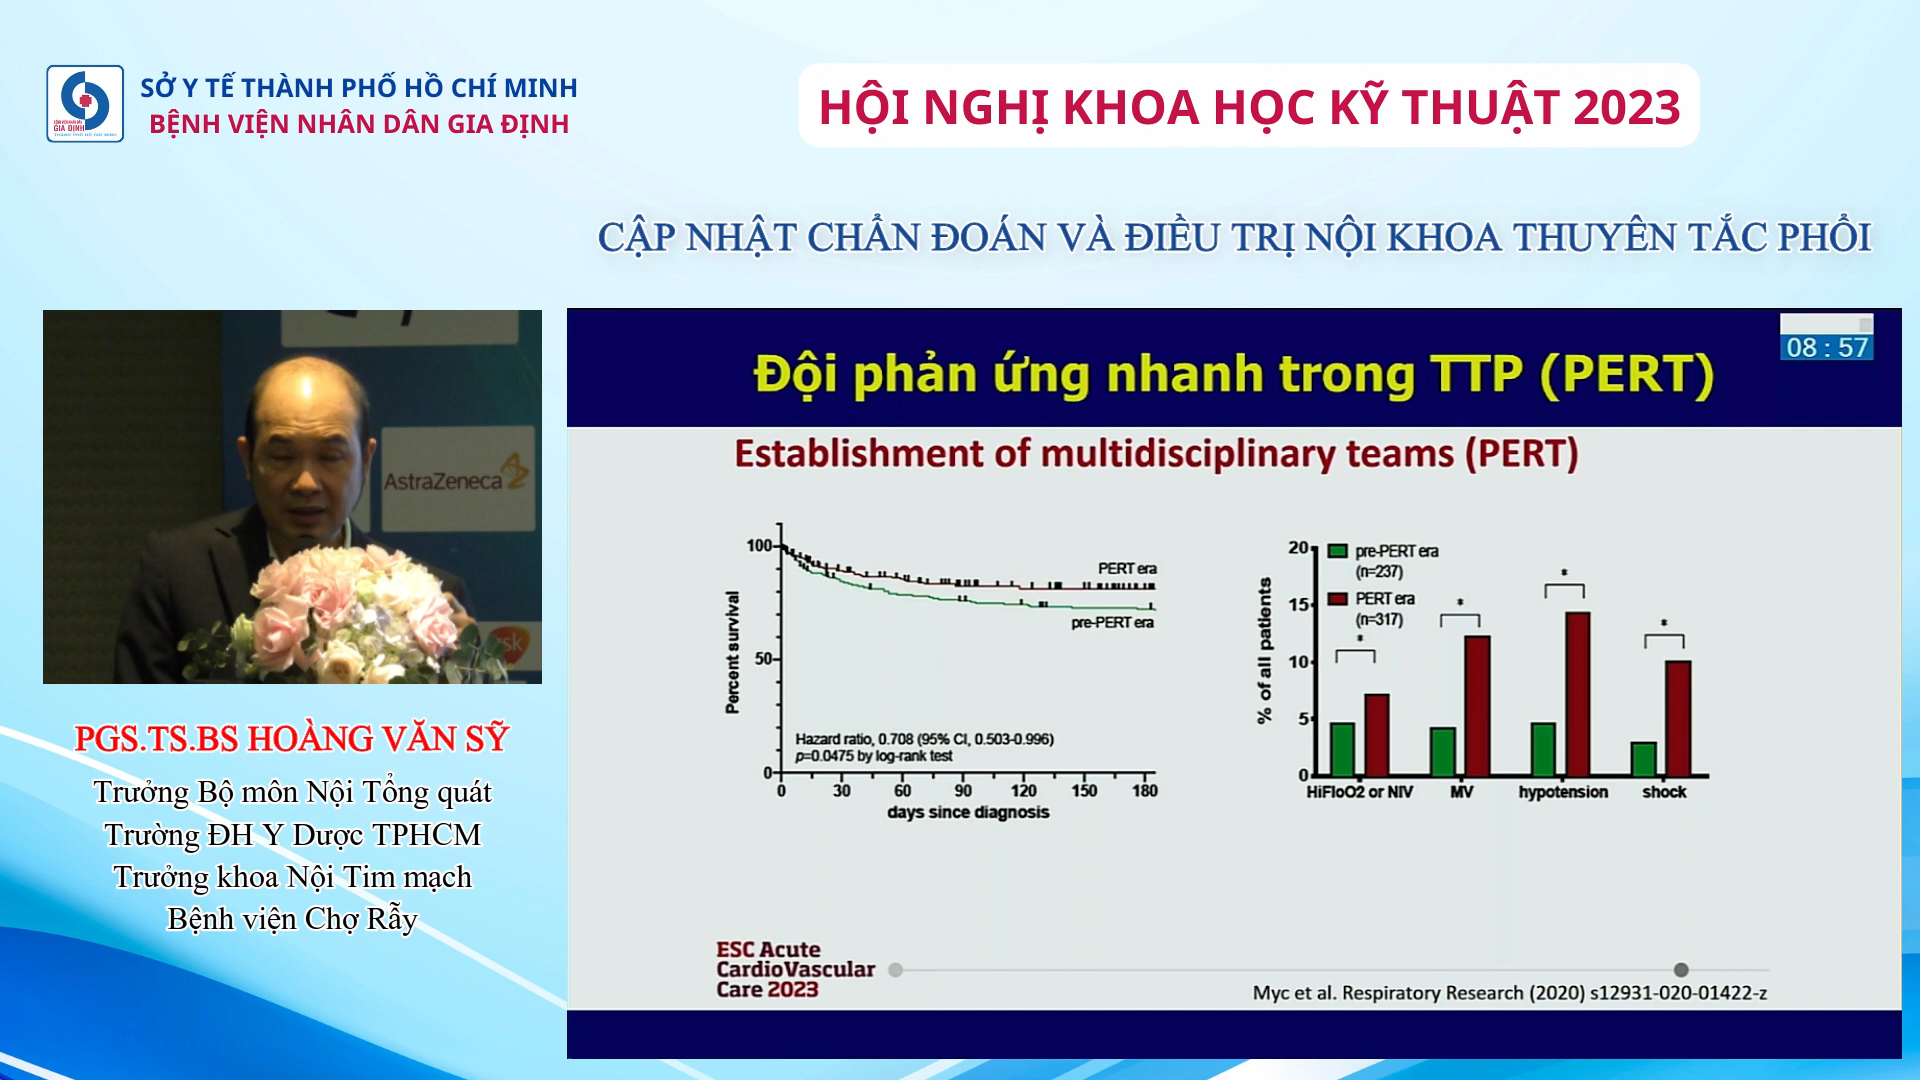 SỞ Y TẾ THÀNH PHỐ HỒ CHÍ MINH
BỆNH VIỆN NHÂN DÂN GIA ĐỊNH
GIA ĐỊNH
HỘI NGHỊ KHOA HỌC KỸ THUẬT 2023
CẬP NHẬT CHẨN ĐOÁN VÀ ĐIỀU TRỊ NỘI KHOA THUYÊN TẮC PHỔI
AstraZeneca
gsk
PGS.TS.BS HOÀNG VĂN SỸ
Trưởng Bộ môn Nội Tổng quát
Trường ĐH Y Dược TPHCM
Trưởng khoa Nội Tim mạch
Bệnh viện Chợ Rẫy
08 : 57
Đội phản ứng nhanh trong TTP (PERT)
Establishment of multidisciplinary teams (PERT)
Percent survival
100
50
0
PERT era
pre-PERT era
Hazard ratio, 0.708 (95% CI, 0.503-0.996)
p=0.0475 by log-rank test
0 30 60 90 120 150 180
days since diagnosis
% of all patients
20
15
10
5
0
pre-PERT era
(n=237)
PERT era
(n=317)
* * * *
HiFloO2 or NIV MV hypotension shock
ESC Acute
CardioVascular
Care 2023
Myc et al. Respiratory Research (2020) s12931-020-01422-z